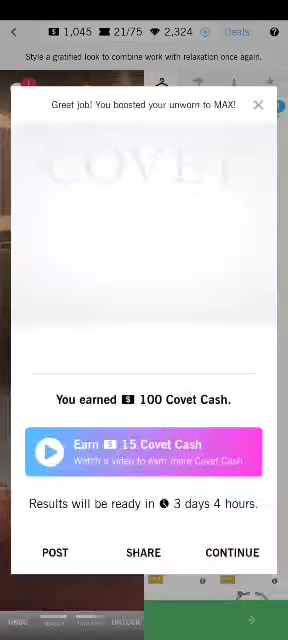 1,045 21/75 2,324 Deals
Style a gratified look to combine work with relaxation once again.
Great job! You boosted your unworn to MAX!
COVET
You earned 100 Covet Cash.
Earn 15 Covet Cash
Watch a video to earn more Covet Cash
Results will be ready in 3 days 4 hours.
POST SHARE CONTINUE
UNDO UNLOCK